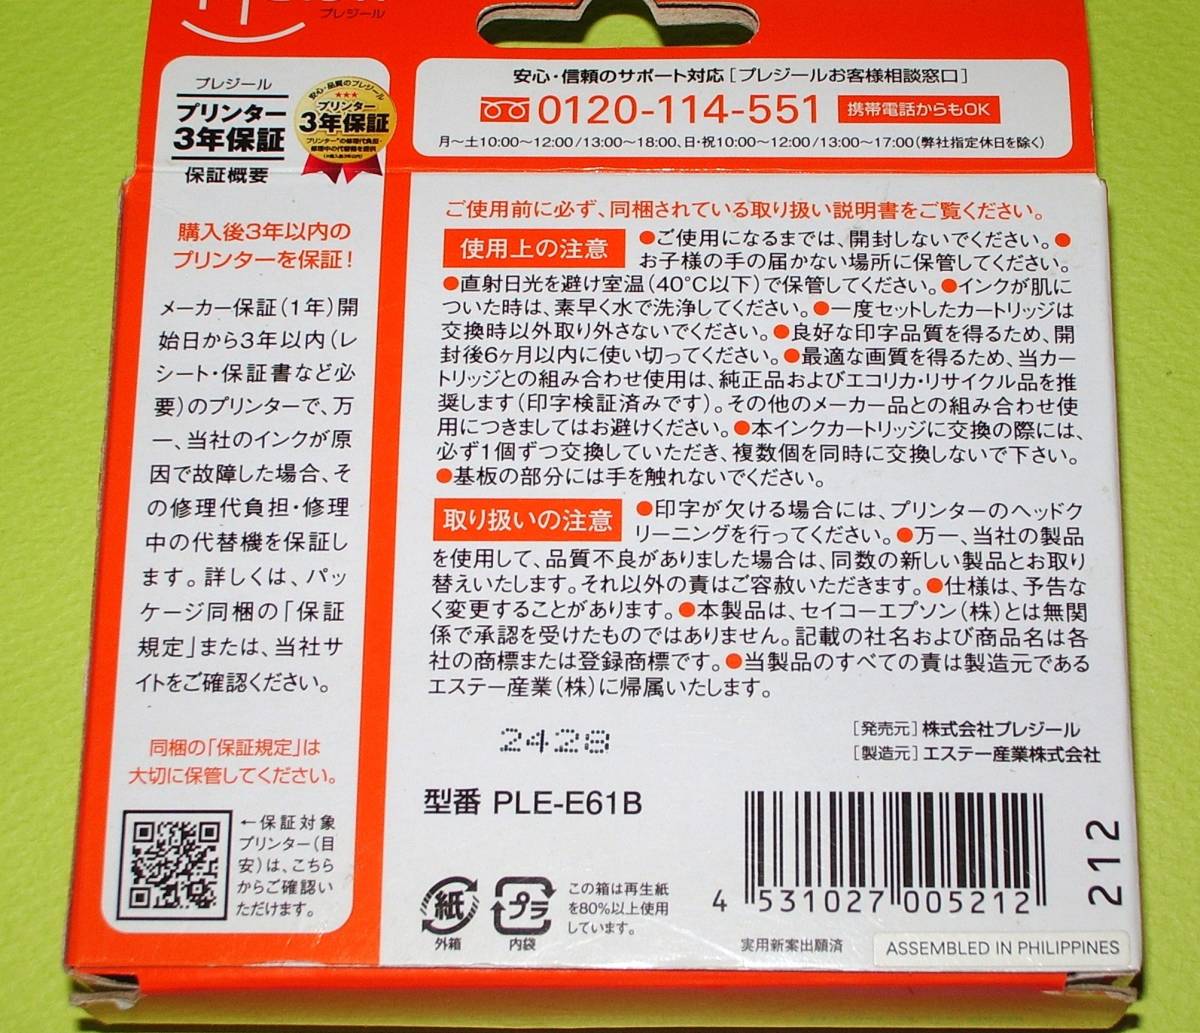 プレジール
プレジール
プリンター
3年保証
保証概要
安心・品質のプレジール
★★★
プリンター
3年保証
プリンター*の修理代負担・
修理中の代替機を提供
購入後3年以内の
プリンターを保証!
メーカー保証(1年)開
始日から3年以内(レ
シート・保証書など必
要)のプリンターで、万
一、当社のインクが原
因で故障した場合、そ
の修理代負担・修理
中の代替機を保証し
ます。詳しくは、パッ
ケージ同梱の「保証
規定」または、当社サ
イトをご確認ください。
同梱の「保証規定」は
大切に保管してください。
←保証対象
プリンター(目
安)は、こちら
からご確認い
ただけます。
安心・信頼のサポート対応[プレジールお客様相談窓口]
0120-114-551 携帯電話からもOK
月〜土10:00〜12:00/13:00〜18:00、日・祝10:00〜12:00/13:00〜17:00(弊社指定休日を除く)
ご使用前に必ず、同梱されている取り扱い説明書をご覧ください。
使用上の注意 ●ご使用になるまでは、開封しないでください。●
お子様の手の届かない場所に保管してください。
●直射日光を避け室温(40°C以下)で保管してください。●インクが肌に
ついた時は、素早く水で洗浄してください。●一度セットしたカートリッジは
交換時以外取り外さないでください。●良好な印字品質を得るため、開
封後6ヶ月以内に使い切ってください。●最適な画質を得るため、当カー
トリッジとの組み合わせ使用は、純正品およびエコリカ・リサイクル品を推
奨します(印字検証済みです)。その他のメーカー品との組み合わせ使
用につきましてはお避けください。●本インクカートリッジに交換の際には、
必ず1個ずつ交換していただき、複数個を同時に交換しないで下さい。
●基板の部分には手を触れないでください。
取り扱いの注意 ●印字が欠ける場合には、プリンターのヘッドク
リーニングを行ってください。●万一、当社の製品
を使用して、品質不良がありました場合は、同数の新しい製品とお取り
替えいたします。それ以外の責はご容赦いただきます。●仕様は、予告な
く変更することがあります。●本製品は、セイコーエプソン(株)とは無関
係で承認を受けたものではありません。記載の社名および商品名は各
社の商標または登録商標です。●当製品のすべての責は製造元である
エステー産業(株)に帰属いたします。
2428
[発売元]株式会社プレジール
[製造元]エステー産業株式会社
型番 PLE-E61B
紙
外箱
プラ
内袋
この箱は再生紙
を80%以上使用
しています。
4 531027 005212
212
実用新案出願済
ASSEMBLED IN PHILIPPINES